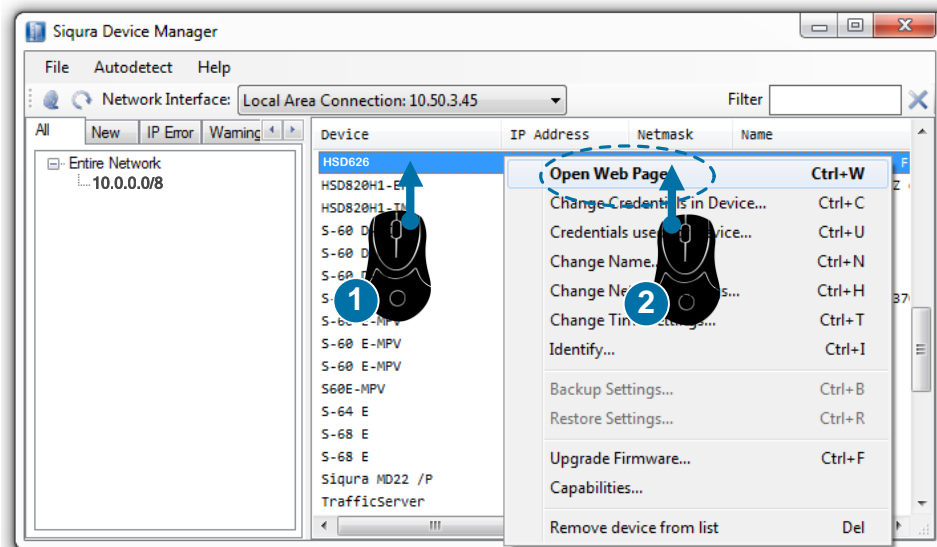 Siqura Device Manager
File Autodetect Help
Network Interface: Local Area Connection: 10.50.3.45 Filter
All New IP Error Warning
Device IP Address Netmask Name
Entire Network
10.0.0.0/8
HSD626 F
HSD820H1-E Z
HSD820H1-
S-60 D
S-60 D
S-60 D
S- 37
S-60 E-MPV
S-60 E-MPV
S-60 E-MPV
S60E-MPV
S-64 E
S-68 E
S-68 E
Siqura MD22 /P
TrafficServer
Open Web Page Ctrl+W
Change Credentials in Device... Ctrl+C
Credentials use vice... Ctrl+U
Change Name... Ctrl+N
Change Ne s... Ctrl+H
Change Tim Settings... Ctrl+T
Identify... Ctrl+I
Backup Settings... Ctrl+B
Restore Settings... Ctrl+R
Upgrade Firmware... Ctrl+F
Capabilities...
Remove device from list Del
1
2